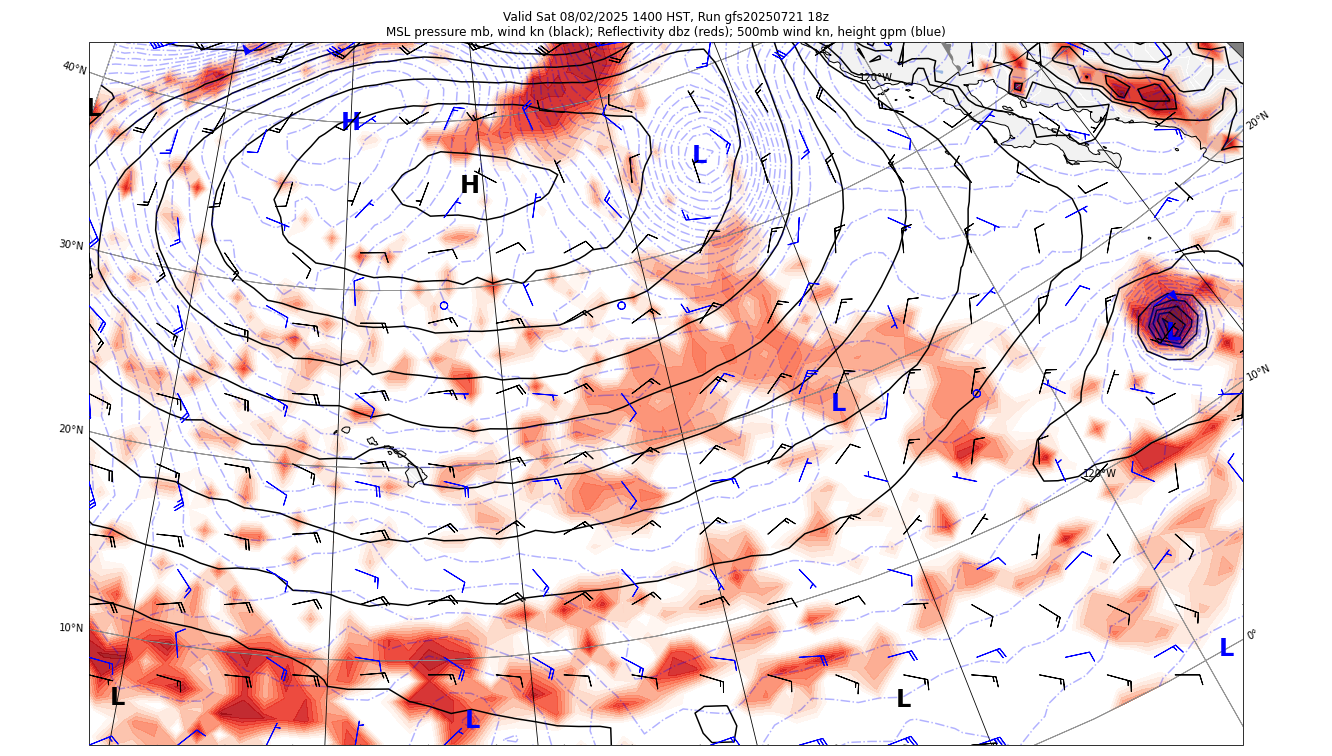 Valid Sat 08/02/2025 1400 HST, Run gfs20250721 18z
MSL pressure mb, wind kn (black); Reflectivity dbz (reds); 500mb wind kn, height gpm (blue)
40°N
120°W
20°N
L
H
L
H
30°N
L
L
10°N
L
20°N
120°W
10°N
0°
L
L
L
L